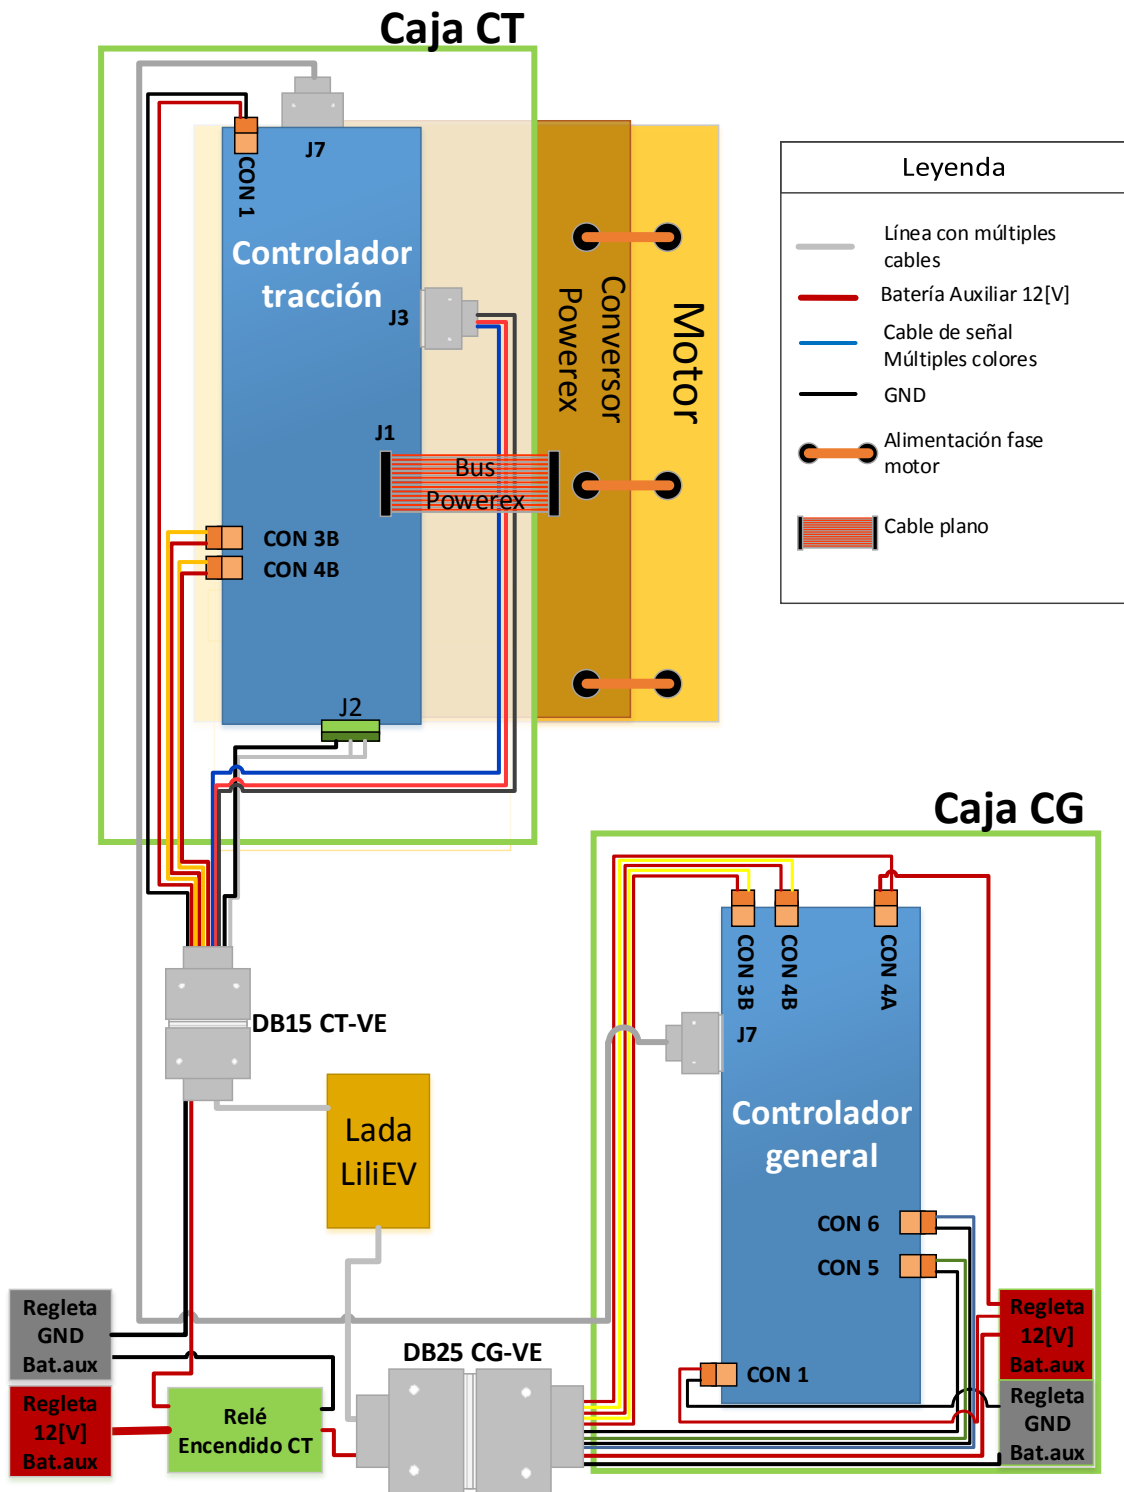 Caja CT
J7
CON 1
Controlador
tracción
J3
J1
Bus
Powerex
Conversor
Powerex
Motor
CON 3B
CON 4B
J2
Leyenda
Línea con múltiples
cables
Batería Auxiliar 12[V]
Cable de señal
Múltiples colores
GND
Alimentación fase
motor
Cable plano
Caja CG
CON 3B
CON 4B
CON 4A
J7
Controlador
general
CON 6
CON 5
CON 1
DB15 CT-VE
Lada
LiliEV
Regleta
GND
Bat.aux
Regleta
12[V]
Bat.aux
Relé
Encendido CT
DB25 CG-VE
Regleta
12[V]
Bat.aux
Regleta
GND
Bat.aux